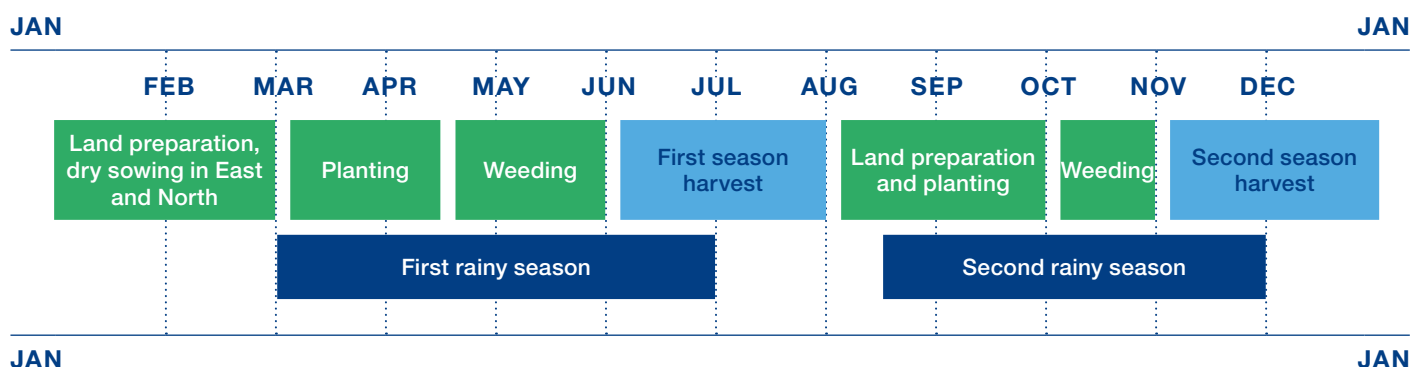 JAN JAN
FEB MAR APR MAY JUN JUL AUG SEP OCT NOV DEC
Land preparation,
dry sowing in East
and North
Planting
Weeding
First season
harvest
Land preparation
and planting
Weeding
Second season
harvest
First rainy season
Second rainy season
JAN JAN